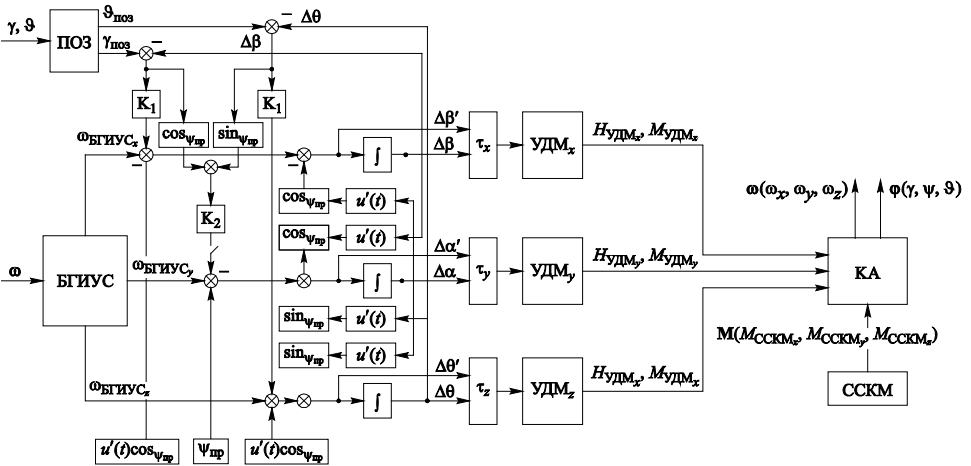 γ, ϑ
ПОЗ
ϑпоз
γпоз
−
Δθ
−
Δβ
K₁
cosψпр
sinψпр
K₁
ωБГИУСx
−
−
K₂
cosψпр
u′(t)
cosψпр
u′(t)
∫
Δβ′
Δβ
τx
УДМx
HУДМx, MУДМx
ω
БГИУС
ωБГИУСy
−
∫
Δα′
Δα
τy
УДМy
HУДМy, MУДМy
sinψпр
u′(t)
sinψпр
u′(t)
ωБГИУСz
∫
Δθ′
Δθ
τz
УДМz
HУДМx, MУДМx
ω(ωx, ωy, ωz)
φ(γ, ψ, ϑ)
КА
M(MССКМx, MССКМy, MССКМz)
ССКМ
u′(t)cosψпр
ψпр
u′(t)cosψпр